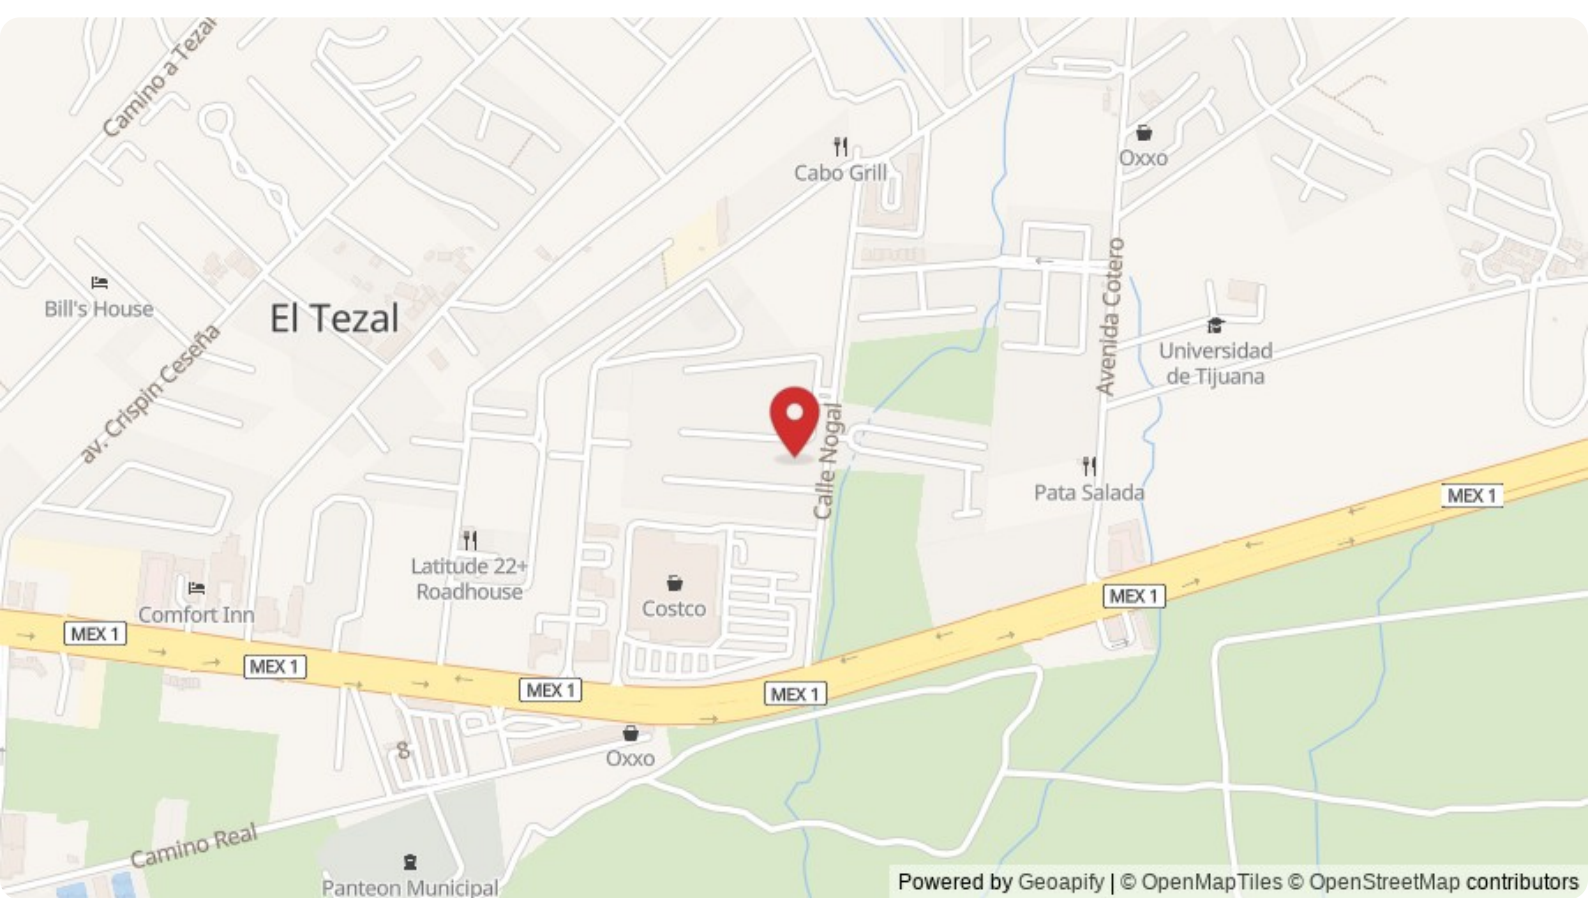 Camino a Tezal
Cabo Grill
Oxxo
Bill's House
El Tezal
Avenida Cotero
Universidad
de Tijuana
av. Crispin Ceseña
Calle Nogal
Pata Salada
MEX 1
Latitude 22+
Roadhouse
Costco
Comfort Inn
MEX 1
MEX 1
MEX 1
MEX 1
MEX 1
8
Oxxo
Camino Real
Panteon Municipal
Powered by Geoapify | © OpenMapTiles © OpenStreetMap contributors